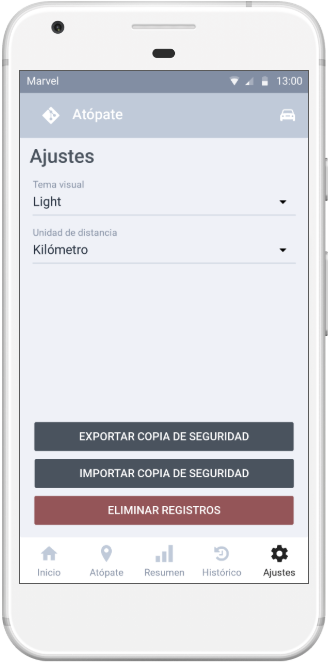 Marvel
13:00
Atópate
Ajustes
Tema visual
Light
Unidad de distancia
Kilómetro
EXPORTAR COPIA DE SEGURIDAD
IMPORTAR COPIA DE SEGURIDAD
ELIMINAR REGISTROS
Inicio
Atópate
Resumen
Histórico
Ajustes